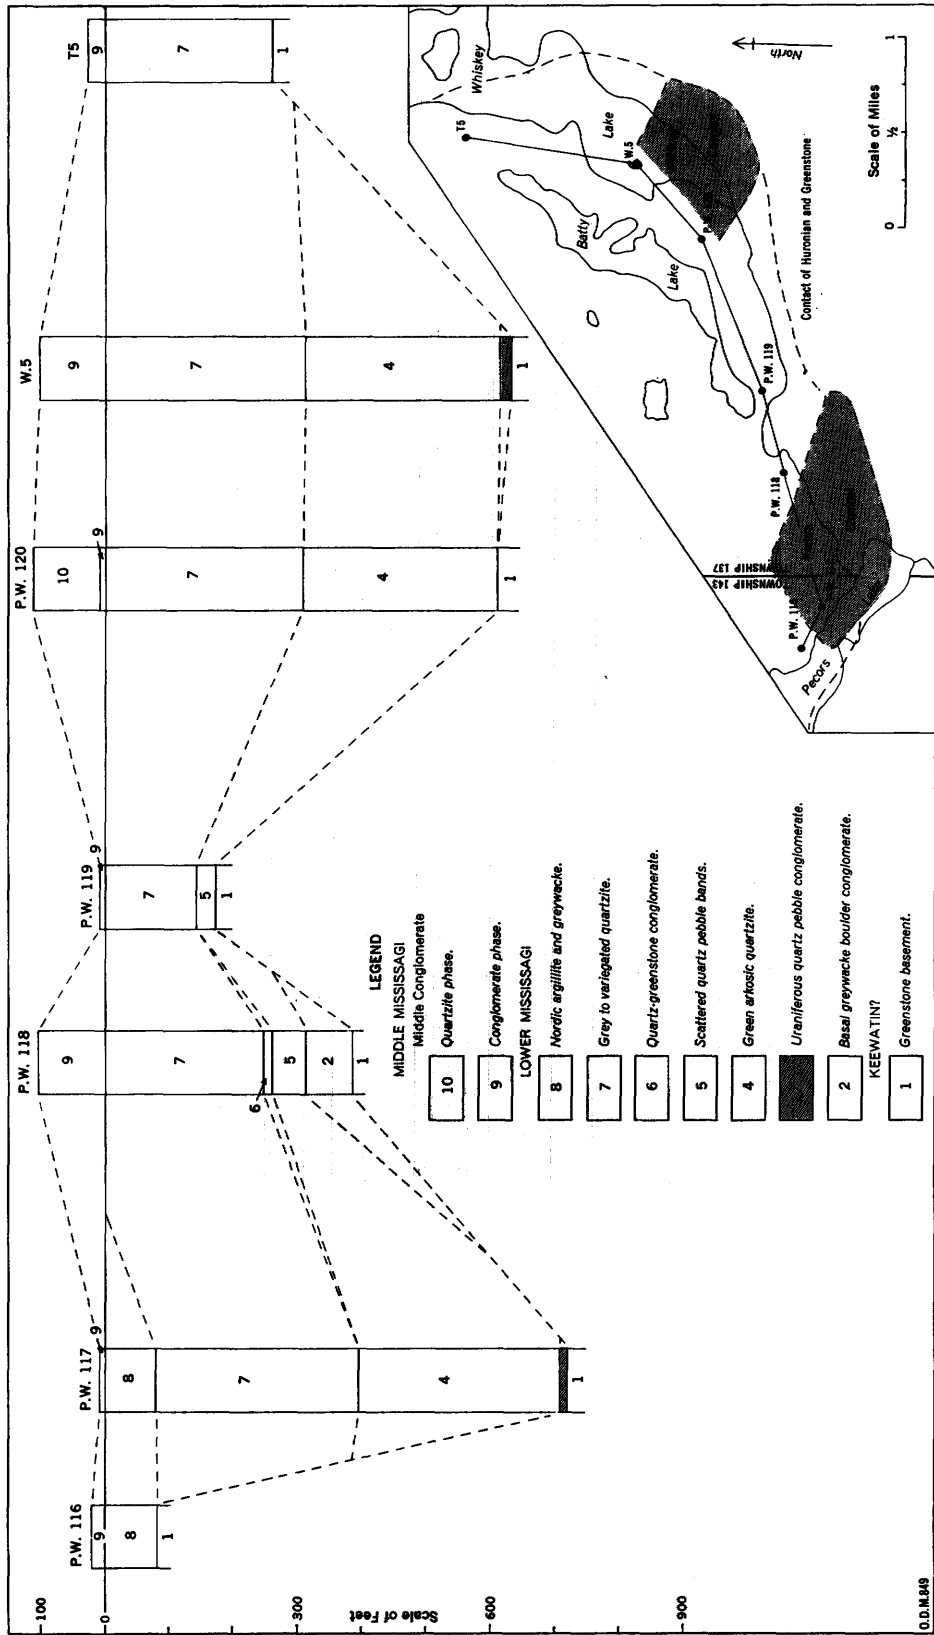 P.W. 116
9
8
1
P.W. 117
9
8
7
4
1
P.W. 118
9
7
6
5
2
1
P.W. 119
9
7
5
1
P.W. 120
9
10
7
4
1
W.5
9
7
4
1
T5
9
7
1
100
0
300
600
900
Scale of Feet
LEGEND
MIDDLE MISSISSAGI
Middle Conglomerate
10 Quartzite phase.
9 Conglomerate phase.
LOWER MISSISSAGI
8 Nordic argillite and greywacke.
7 Grey to variegated quartzite.
6 Quartz-greenstone conglomerate.
5 Scattered quartz pebble bands.
4 Green arkosic quartzite.
Uraniferous quartz pebble conglomerate.
2 Basal greywacke boulder conglomerate.
KEEWATIN?
1 Greenstone basement.
Whiskey
Lake
T5
W.5
Batty
Lake
P.W. 119
P.W. 118
TOWNSHIP 137
TOWNSHIP 143
Pecors
Contact of Huronian and Greenstone
North
Scale of Miles
0 ½ 1
O.D.M.849